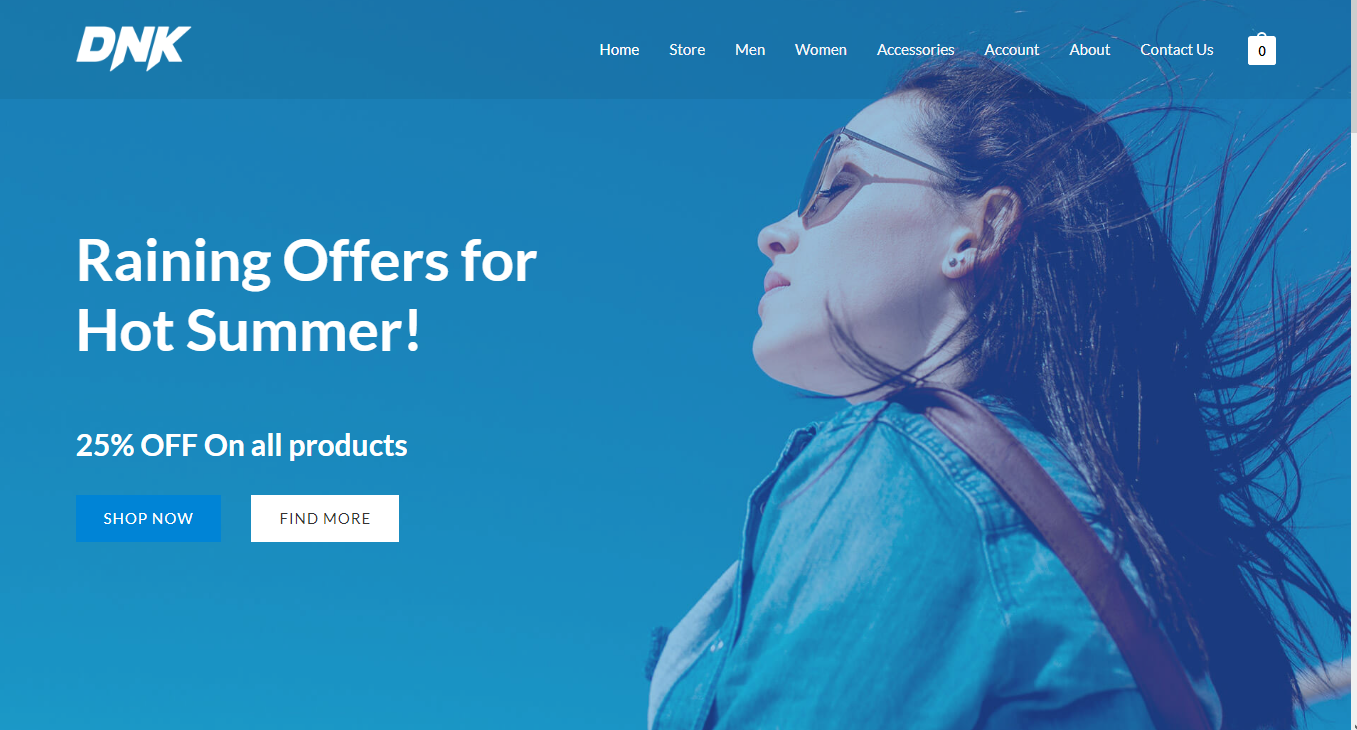 DNK
Home Store Men Women Accessories Account About Contact Us 0
Raining Offers for
Hot Summer!
25% OFF On all products
SHOP NOW FIND MORE